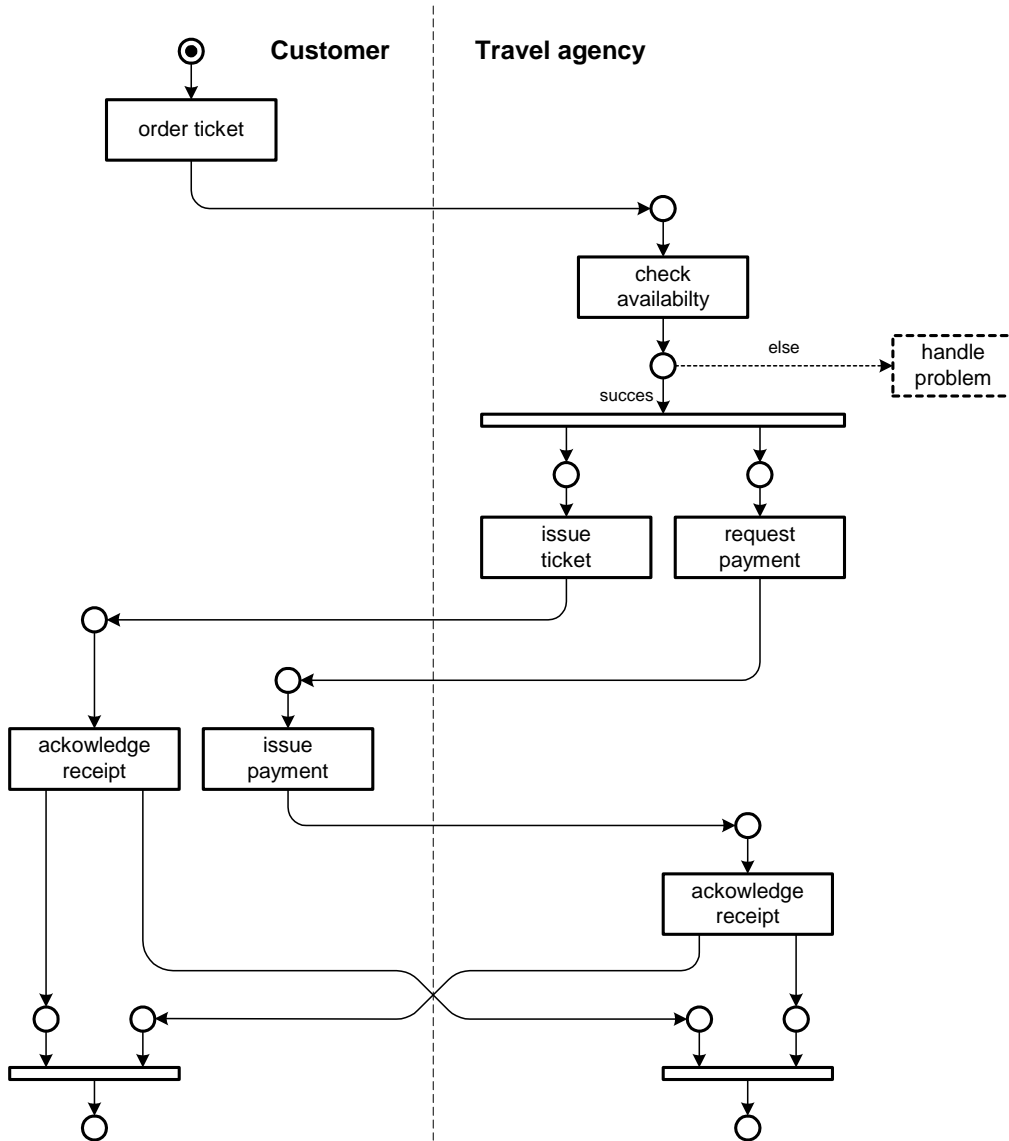 Customer
Travel agency
order ticket
check
availabilty
else
handle
problem
succes
issue
ticket
request
payment
ackowledge
receipt
issue
payment
ackowledge
receipt